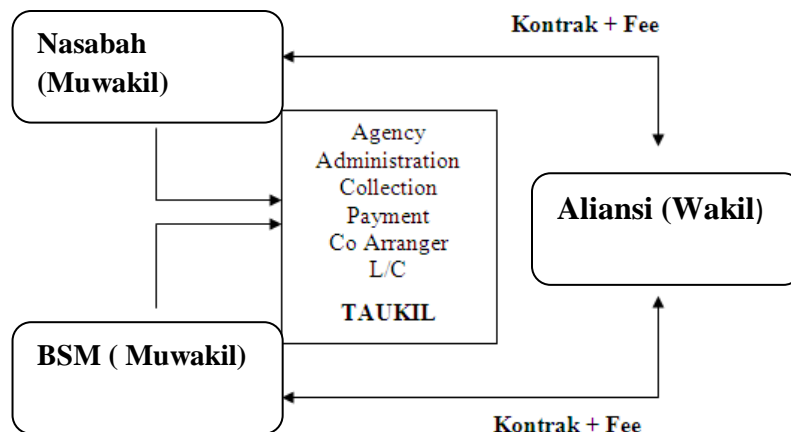 Kontrak + Fee
Nasabah
(Muwakil)
Agency
Administration
Collection
Payment
Co Arranger
L/C
TAUKIL
Aliansi (Wakil)
BSM ( Muwakil)
Kontrak + Fee